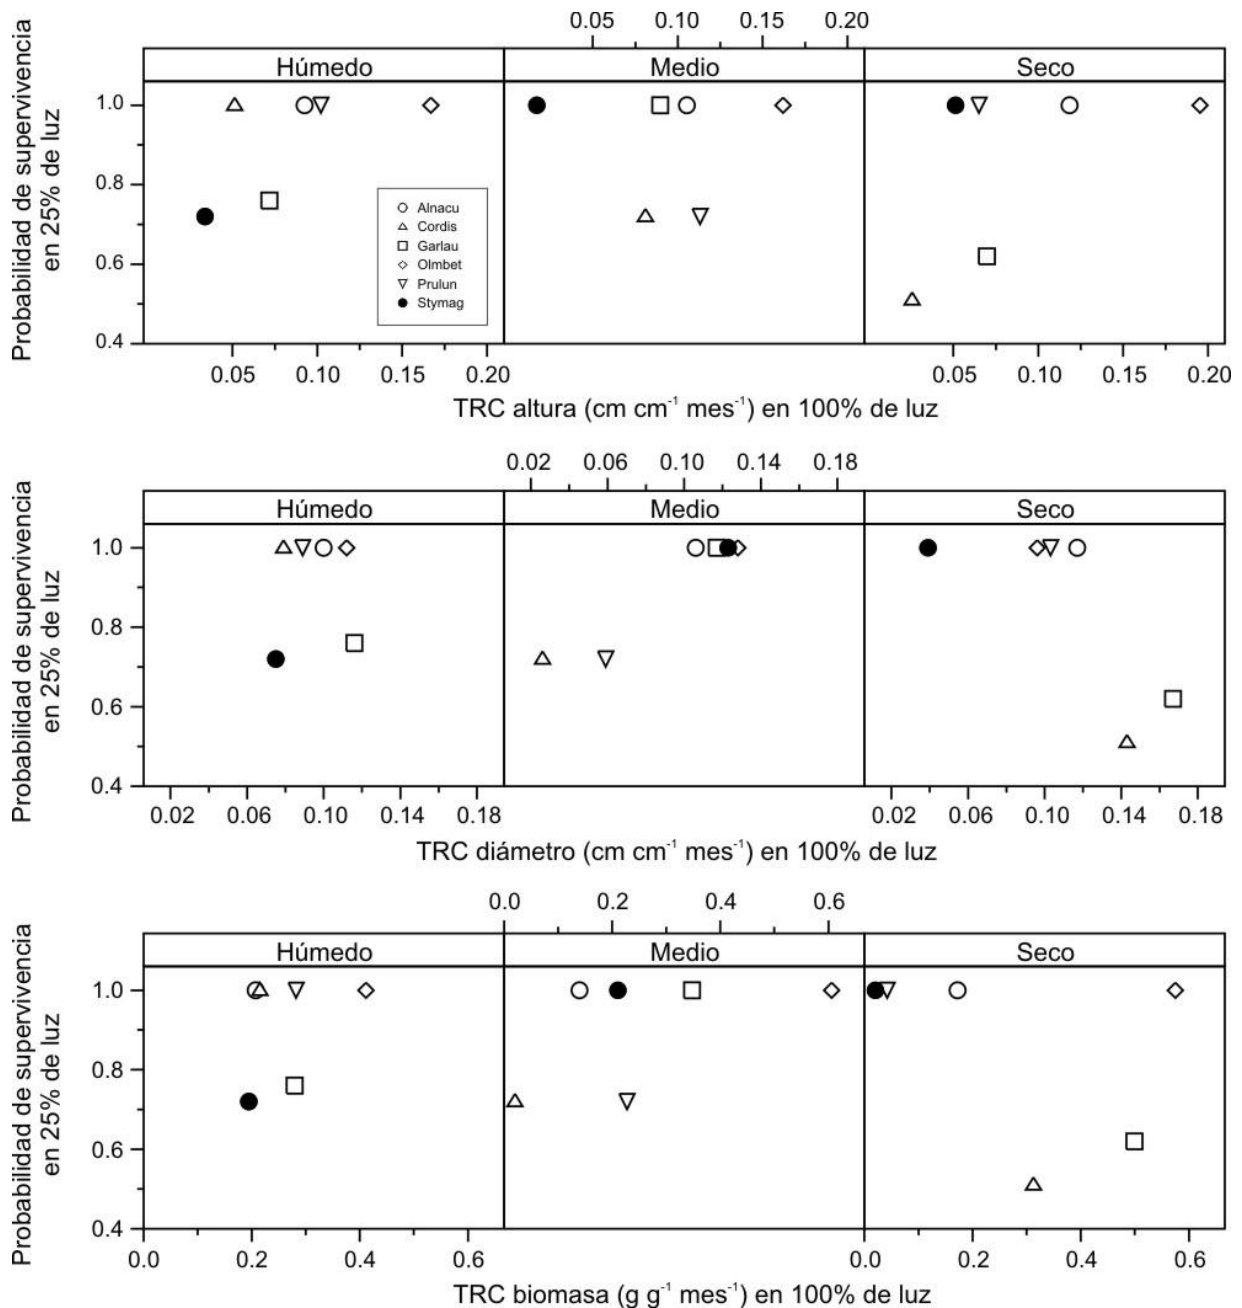 0.05 0.10 0.15 0.20
Húmedo Medio Seco
Probabilidad de supervivencia
en 25% de luz
1.0
0.8
0.6
0.4
Alnacu
Cordis
Garlau
Olmbet
Prulun
Stymag
0.05 0.10 0.15 0.20 0.05 0.10 0.15 0.20
TRC altura (cm cm⁻¹ mes⁻¹) en 100% de luz
0.02 0.06 0.10 0.14 0.18
Húmedo Medio Seco
Probabilidad de supervivencia
en 25% de luz
1.0
0.8
0.6
0.4
0.02 0.06 0.10 0.14 0.18 0.02 0.06 0.10 0.14 0.18
TRC diámetro (cm cm⁻¹ mes⁻¹) en 100% de luz
0.0 0.2 0.4 0.6
Húmedo Medio Seco
Probabilidad de supervivencia
en 25% de luz
1.0
0.8
0.6
0.4
0.0 0.2 0.4 0.6 0.0 0.2 0.4 0.6
TRC biomasa (g g⁻¹ mes⁻¹) en 100% de luz